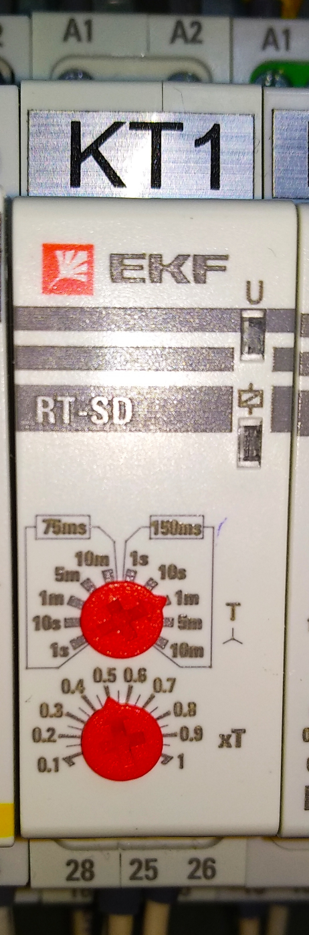 A1 A2 A1
KT1
EKF
U
RT-SD
75ms 150ms
10m 1s
5m 10s
1m 1m
10s 5m
1s 10m
T
0.5 0.6
0.4 0.7
0.3 0.8
0.2 0.9
0.1 1
xT
28 25 26